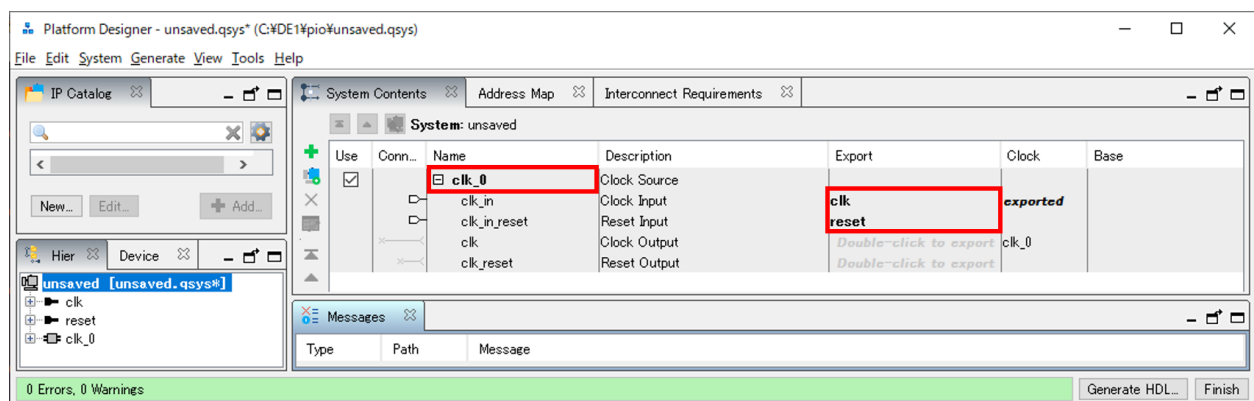 Platform Designer - unsaved.qsys* (C:¥DE1¥pio¥unsaved.qsys)
File Edit System Generate View Tools Help
IP Catalog
New... Edit... Add...
Hier Device
unsaved [unsaved.qsys*]
clk
reset
clk_0
System Contents Address Map Interconnect Requirements
System: unsaved
Use Conn... Name Description Export Clock Base
clk_0 Clock Source
clk_in Clock Input clk exported
clk_in_reset Reset Input reset
clk Clock Output Double-click to export clk_0
clk_reset Reset Output Double-click to export
Messages
Type Path Message
0 Errors, 0 Warnings Generate HDL... Finish